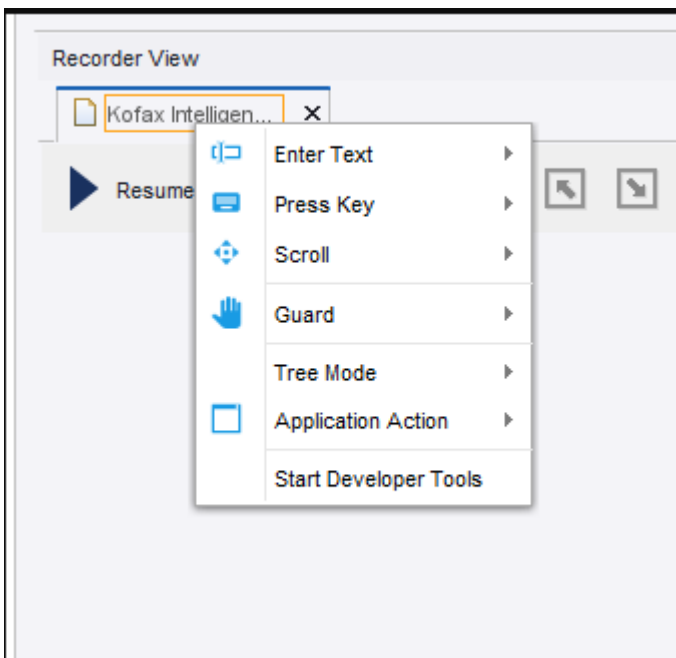 Recorder View
Kofax Intelligen...
Resume
Enter Text
Press Key
Scroll
Guard
Tree Mode
Application Action
Start Developer Tools